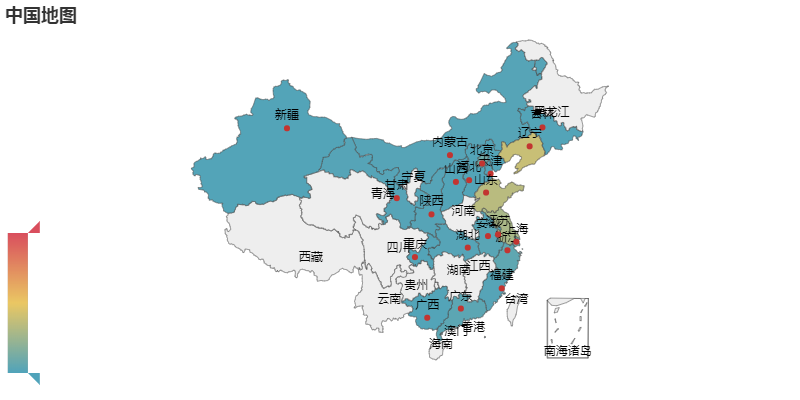 中国地图
黑龙江
吉林
新疆
辽宁
内蒙古
北京
天津
山西
河北
宁夏
甘肃
山东
青海
陕西
河南
江苏
安徽
上海
浙江
湖北
重庆
四川
西藏
湖南
江西
福建
贵州
云南
广东
台湾
广西
香港
澳门
海南
南海诸岛